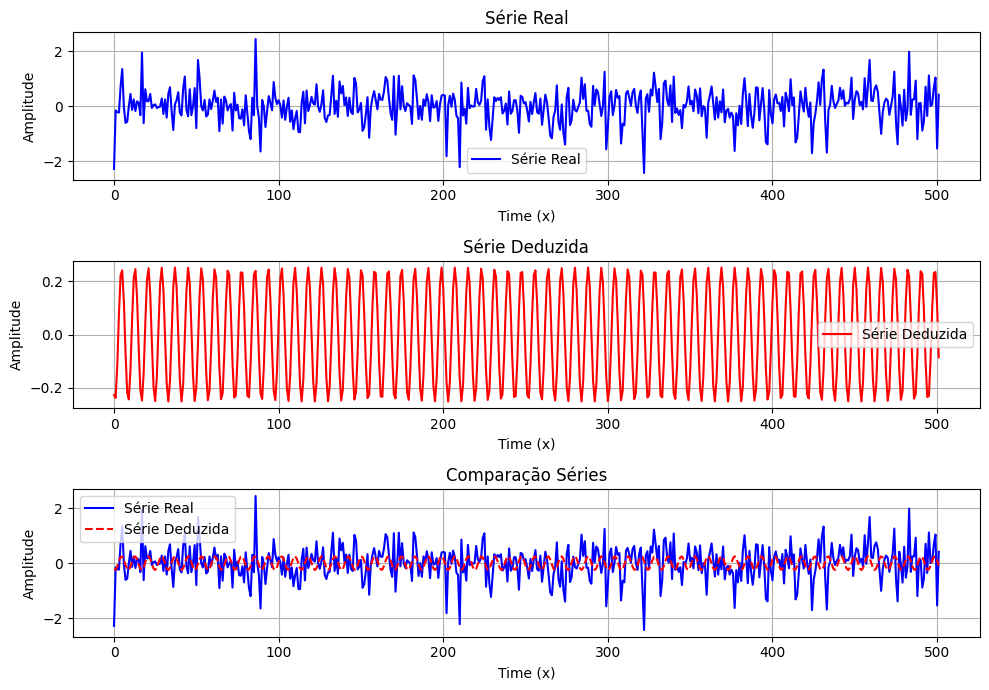 Série Real
Amplitude
2
0
−2
Série Real
0 100 200 300 400 500
Time (x)
Série Deduzida
Amplitude
0.2
0.0
−0.2
Série Deduzida
0 100 200 300 400 500
Time (x)
Comparação Séries
Amplitude
2
0
−2
Série Real
Série Deduzida
0 100 200 300 400 500
Time (x)